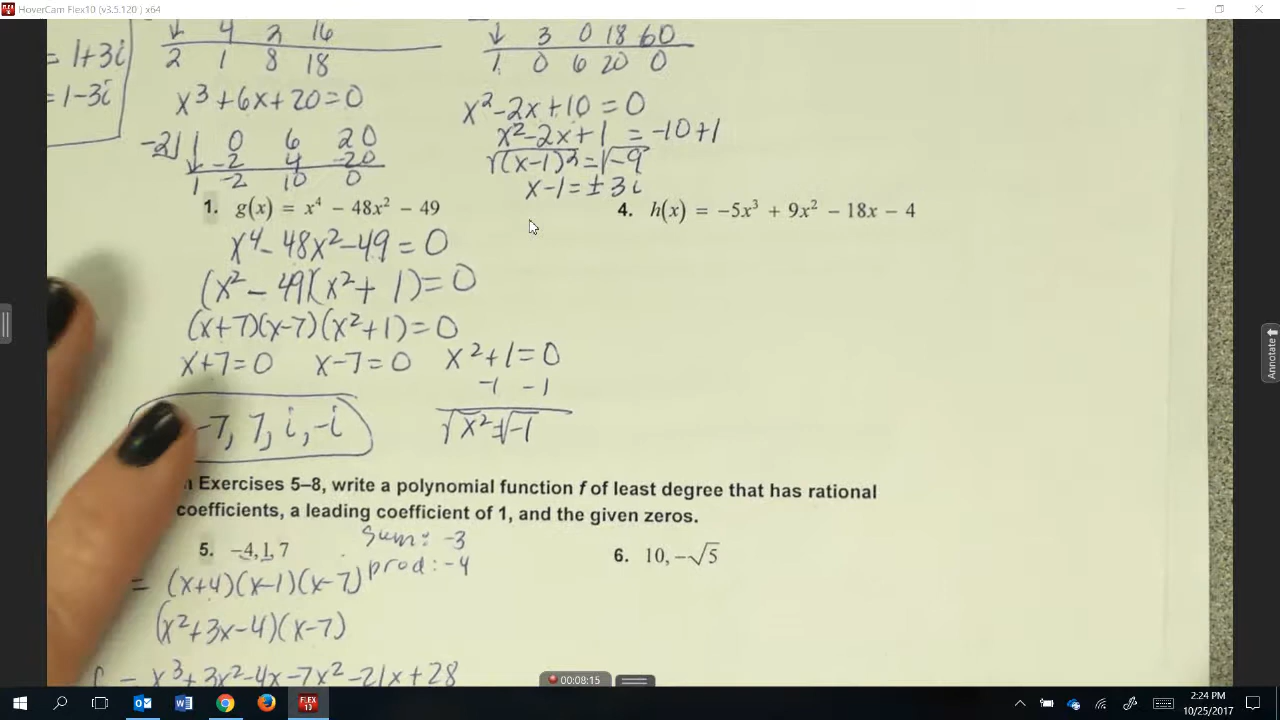 HoverCam Flex10 (v3.5.120 ) x64
4 2 16
2 1 8 18
x³ + 6x + 20 = 0
-2| 1 0 6 20
-2 4 -20
1 -2 10 0
= 1+3i
= 1-3i
3 0 18 60
1 0 6 20 0
x² - 2x + 10 = 0
x² - 2x + 1 = -10 + 1
√(x-1)² = √-9
x - 1 = ± 3i
1. g(x) = x⁴ − 48x² − 49
x⁴ - 48x² - 49 = 0
(x² - 49)(x² + 1) = 0
(x+7)(x-7)(x²+1) = 0
x+7=0 x-7=0 x²+1=0
-1 -1
√x² = √-1
-7, 7, i, -i
4. h(x) = −5x³ + 9x² − 18x − 4
Exercises 5–8, write a polynomial function f of least degree that has rational
coefficients, a leading coefficient of 1, and the given zeros.
5. −4, 1, 7
sum: -3
prod: -4
= (x+4)(x-1)(x-7)
(x²+3x-4)(x-7)
= x³+3x²-4x-7x²-21x+28
6. 10, −√5
Annotate
00:08:15
FLEX
10
2:24 PM
10/25/2017